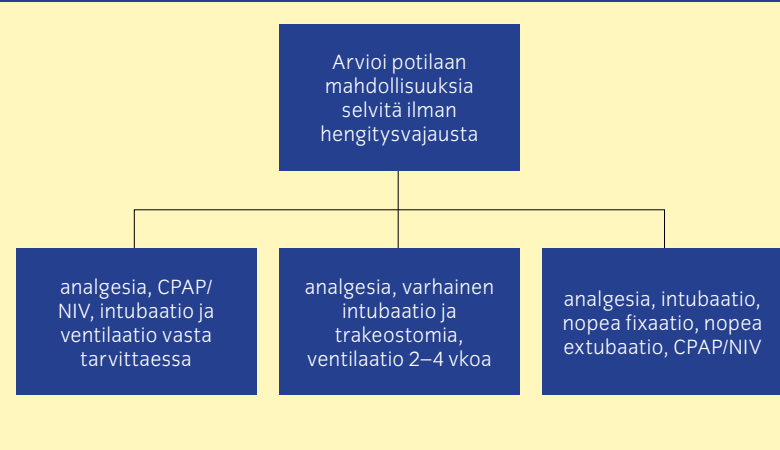 Arvioi potilaan
mahdollisuuksia
selvitä ilman
hengitysvajausta
analgesia, CPAP/
NIV, intubaatio ja
ventilaatio vasta
tarvittaessa
analgesia, varhainen
intubaatio ja
trakeostomia,
ventilaatio 2–4 vkoa
analgesia, intubaatio,
nopea fixaatio, nopea
extubaatio, CPAP/NIV